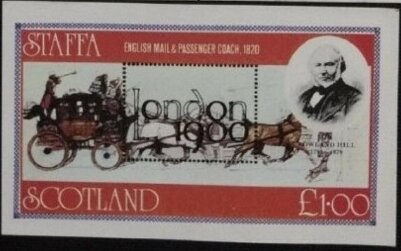 STAFFA
ENGLISH MAIL & PASSENGER COACH, 1820
london
1980
ROWLAND HILL
SCOTLAND
£1·00